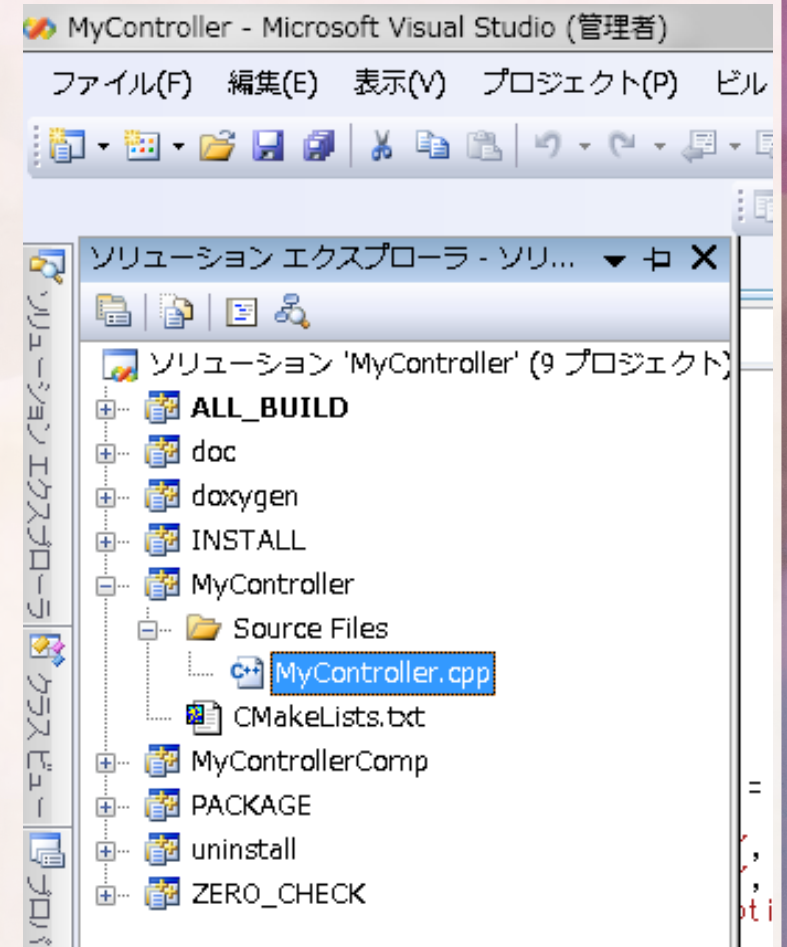 MyController - Microsoft Visual Studio (管理者)
ファイル(F) 編集(E) 表示(V) プロジェクト(P) ビル
ソリューション エクスプローラ - ソリ...
ソリューション エクスプローラ
クラス ビュー
プロパ
ソリューション 'MyController' (9 プロジェクト)
ALL_BUILD
doc
doxygen
INSTALL
MyController
Source Files
C++ MyController.cpp
CMakeLists.txt
MyControllerComp
PACKAGE
uninstall
ZERO_CHECK
=
,
,